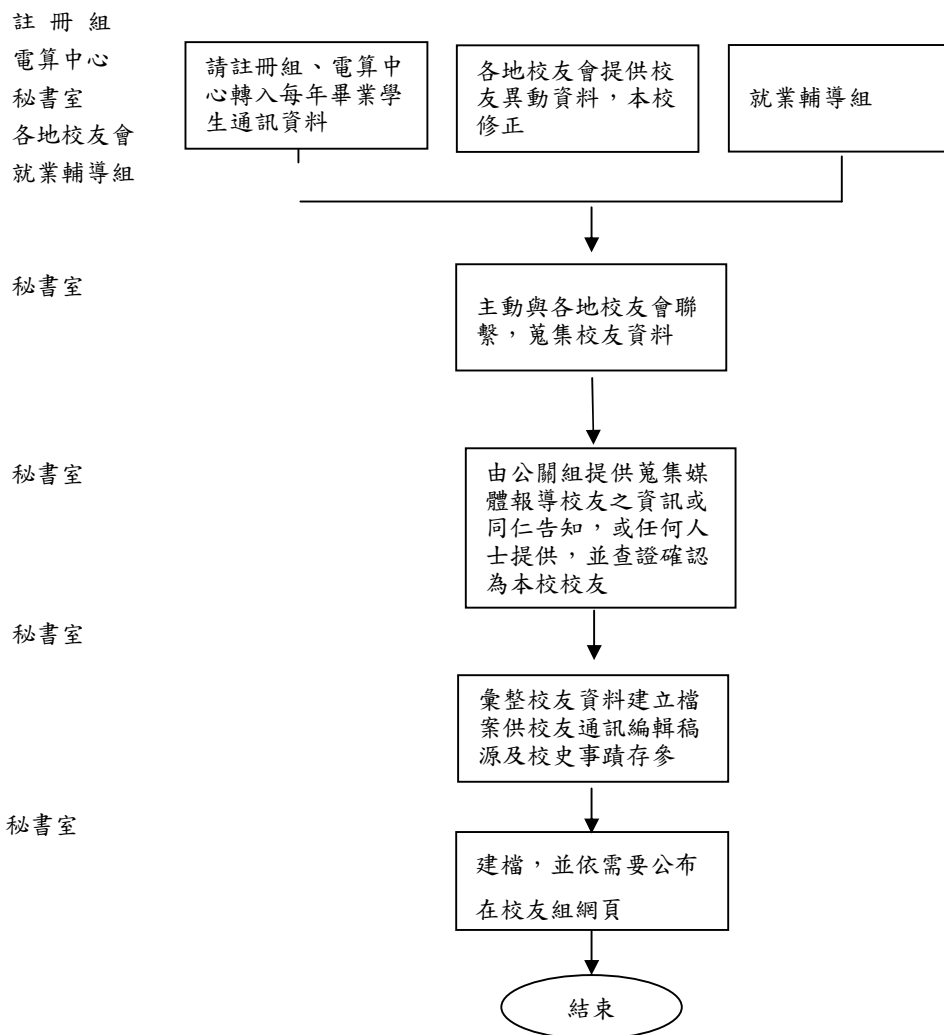 註 冊 組
電算中心
秘書室
各地校友會
就業輔導組
請註冊組、電算中
心轉入每年畢業學
生通訊資料
各地校友會提供校
友異動資料，本校
修正
就業輔導組
秘書室
主動與各地校友會聯
繫，蒐集校友資料
秘書室
由公關組提供蒐集媒
體報導校友之資訊或
同仁告知，或任何人
士提供，並查證確認
為本校校友
秘書室
彙整校友資料建立檔
案供校友通訊編輯稿
源及校史事蹟存參
秘書室
建檔，並依需要公布
在校友組網頁
結束